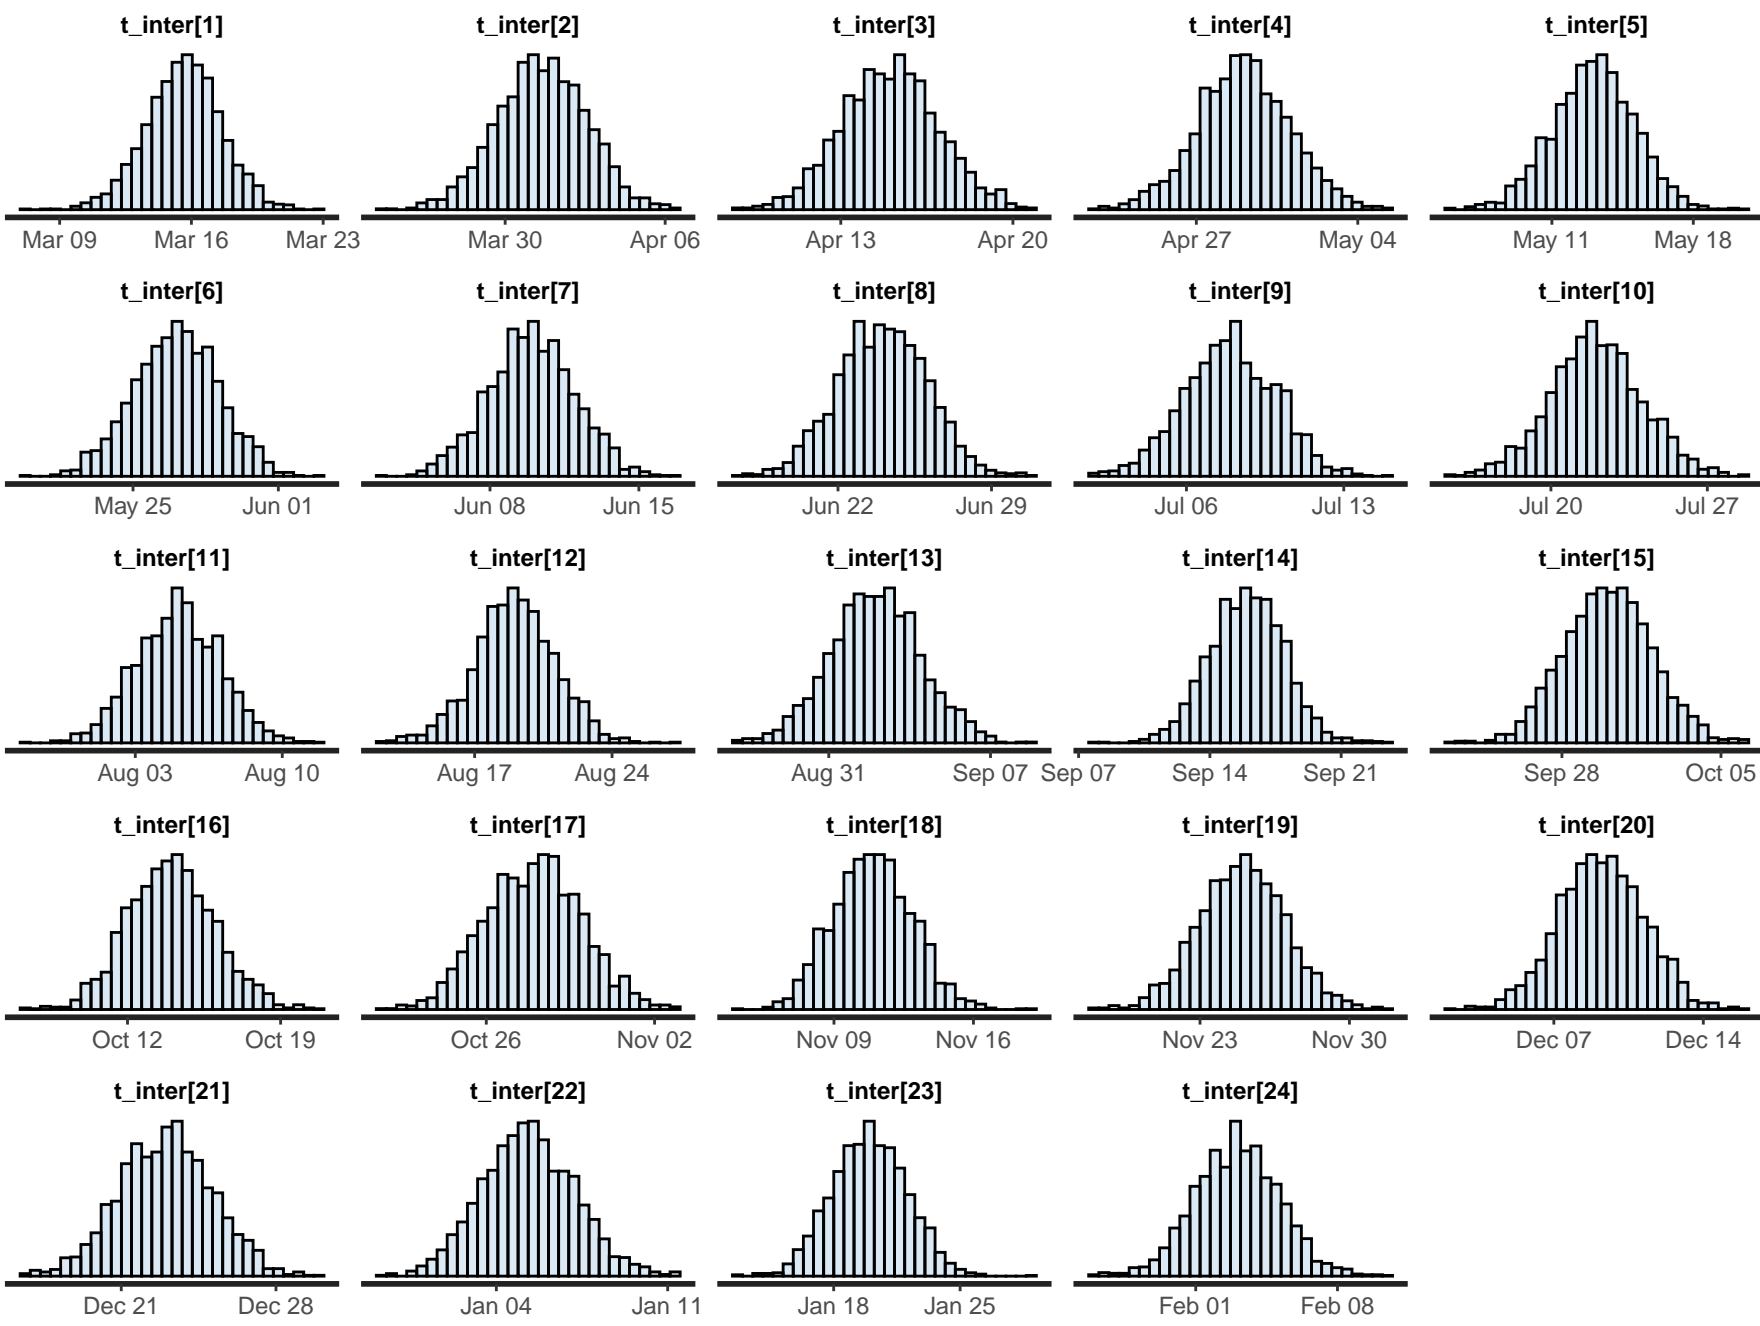 t_inter[1] t_inter[2] t_inter[3] t_inter[4] t_inter[5]
Mar 09 Mar 16 Mar 23 Mar 30 Apr 06 Apr 13 Apr 20 Apr 27 May 04 May 11 May 18
t_inter[6] t_inter[7] t_inter[8] t_inter[9] t_inter[10]
May 25 Jun 01 Jun 08 Jun 15 Jun 22 Jun 29 Jul 06 Jul 13 Jul 20 Jul 27
t_inter[11] t_inter[12] t_inter[13] t_inter[14] t_inter[15]
Aug 03 Aug 10 Aug 17 Aug 24 Aug 31 Sep 07 Sep 07 Sep 14 Sep 21 Sep 28 Oct 05
t_inter[16] t_inter[17] t_inter[18] t_inter[19] t_inter[20]
Oct 12 Oct 19 Oct 26 Nov 02 Nov 09 Nov 16 Nov 23 Nov 30 Dec 07 Dec 14
t_inter[21] t_inter[22] t_inter[23] t_inter[24]
Dec 21 Dec 28 Jan 04 Jan 11 Jan 18 Jan 25 Feb 01 Feb 08